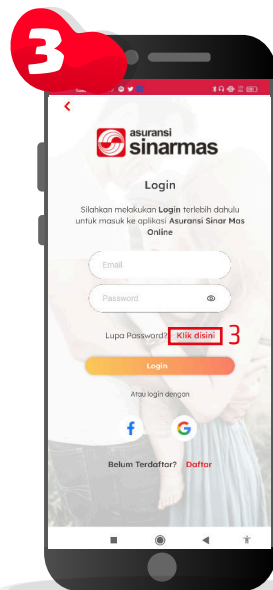 3
asuransi
sinarmas
Login
Silahkan melakukan Login terlebih dahulu
untuk masuk ke aplikasi Asuransi Sinar Mas
Online
Email
Password
Lupa Password? Klik disini 3
Login
Atau login dengan
f G
Belum Terdaftar? Daftar